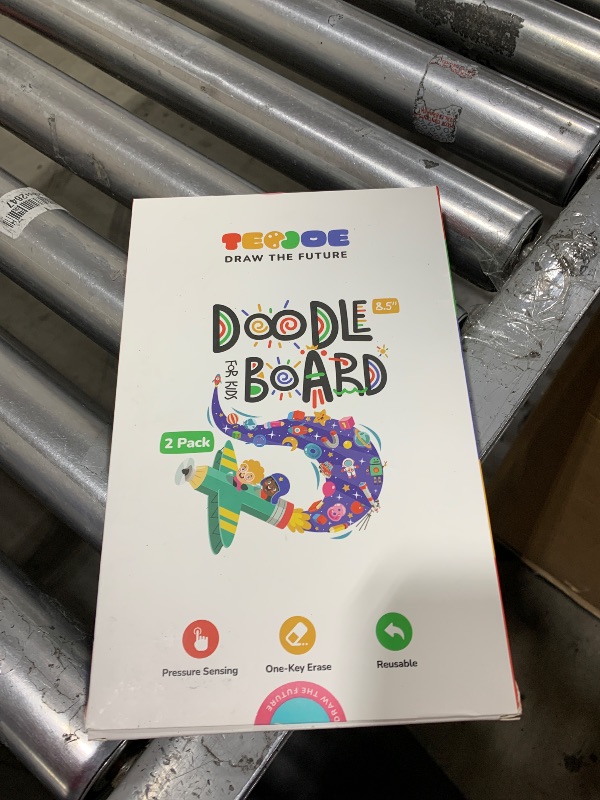 TEKJOE
DRAW THE FUTURE
DOODLE
8.5"
FOR KIDS
BOARD
2 Pack
Pressure Sensing
One-Key Erase
Reusable
DRAW THE FUTURE